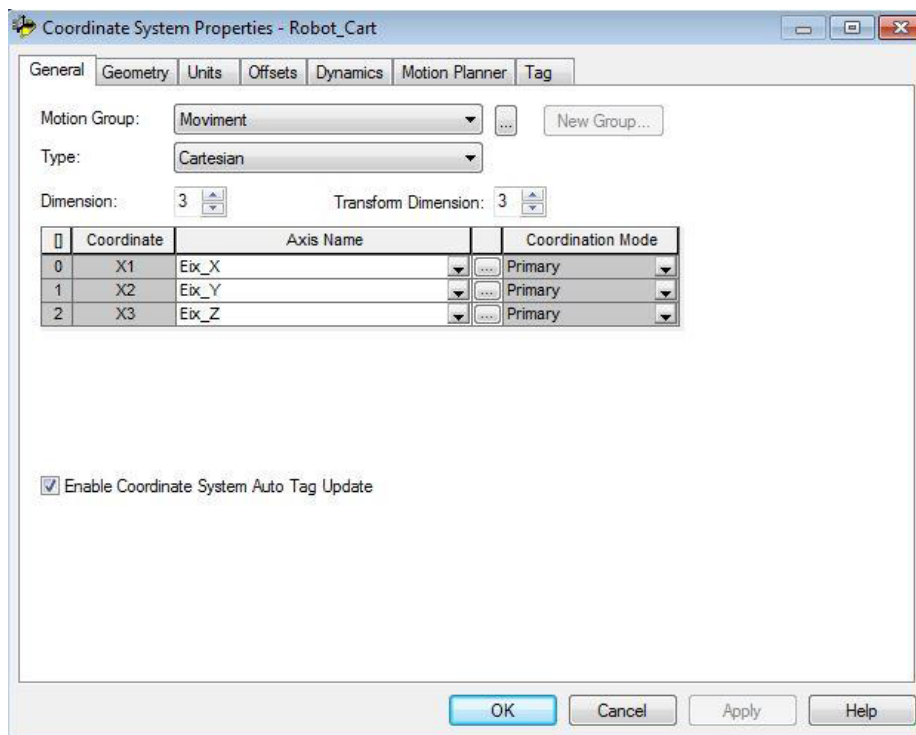 Coordinate System Properties - Robot_Cart
General Geometry Units Offsets Dynamics Motion Planner Tag
Motion Group: Moviment ... New Group...
Type: Cartesian
Dimension: 3 Transform Dimension: 3
[] Coordinate Axis Name Coordination Mode
0 X1 Eix_X ... Primary
1 X2 Eix_Y ... Primary
2 X3 Eix_Z ... Primary
Enable Coordinate System Auto Tag Update
OK Cancel Apply Help